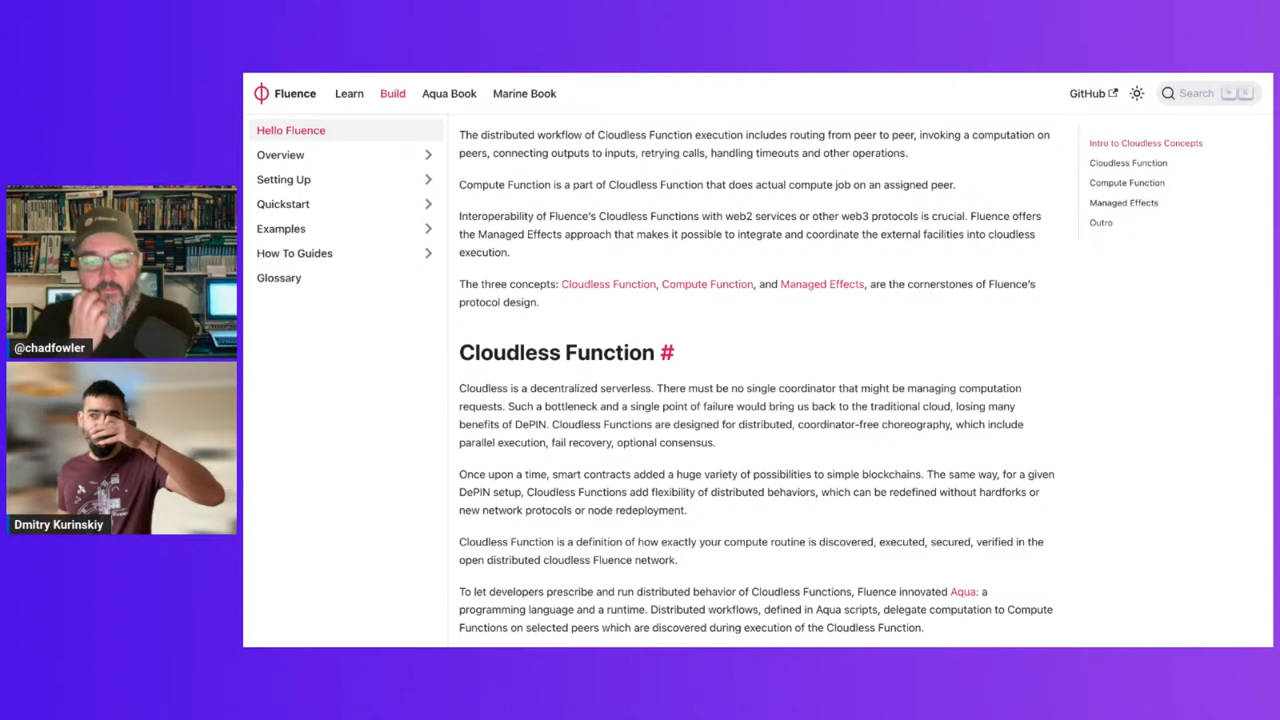 Fluence
Learn
Build
Aqua Book
Marine Book
GitHub
Search
Hello Fluence
Overview
Setting Up
Quickstart
Examples
How To Guides
Glossary
The distributed workflow of Cloudless Function execution includes routing from peer to peer, invoking a computation on
peers, connecting outputs to inputs, retrying calls, handling timeouts and other operations.
Compute Function is a part of Cloudless Function that does actual compute job on an assigned peer.
Interoperability of Fluence's Cloudless Functions with web2 services or other web3 protocols is crucial. Fluence offers
the Managed Effects approach that makes it possible to integrate and coordinate the external facilities into cloudless
execution.
The three concepts: Cloudless Function, Compute Function, and Managed Effects, are the cornerstones of Fluence's
protocol design.
Cloudless Function #
Cloudless is a decentralized serverless. There must be no single coordinator that might be managing computation
requests. Such a bottleneck and a single point of failure would bring us back to the traditional cloud, losing many
benefits of DePIN. Cloudless Functions are designed for distributed, coordinator-free choreography, which include
parallel execution, fail recovery, optional consensus.
Once upon a time, smart contracts added a huge variety of possibilities to simple blockchains. The same way, for a given
DePIN setup, Cloudless Functions add flexibility of distributed behaviors, which can be redefined without hardforks or
new network protocols or node redeployment.
Cloudless Function is a definition of how exactly your compute routine is discovered, executed, secured, verified in the
open distributed cloudless Fluence network.
To let developers prescribe and run distributed behavior of Cloudless Functions, Fluence innovated Aqua: a
programming language and a runtime. Distributed workflows, defined in Aqua scripts, delegate computation to Compute
Functions on selected peers which are discovered during execution of the Cloudless Function.
Intro to Cloudless Concepts
Cloudless Function
Compute Function
Managed Effects
Outro
@chadfowler
Dmitry Kurinskiy